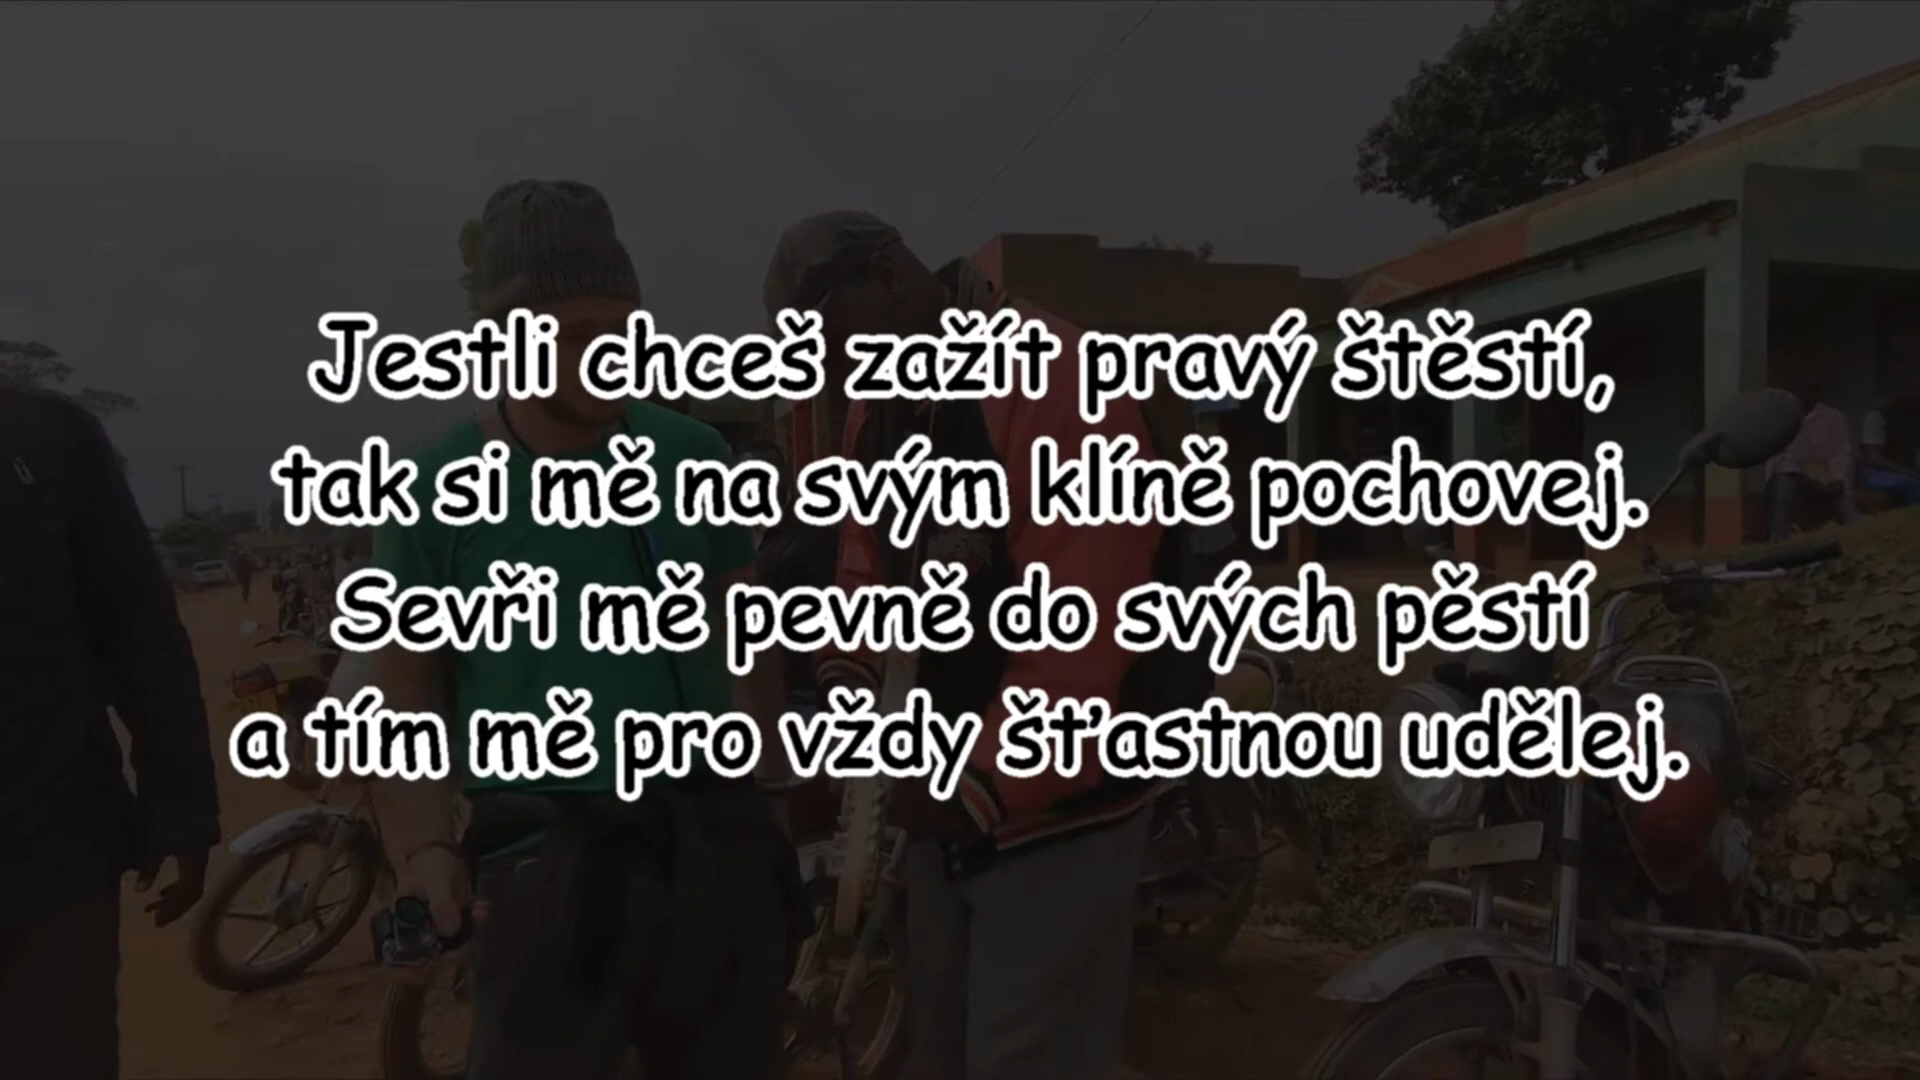 Jestli chceš zažít pravý štěstí,
tak si mě na svým klíně pochovej.
Sevři mě pevně do svých pěstí
a tím mě pro vždy šťastnou udělej.